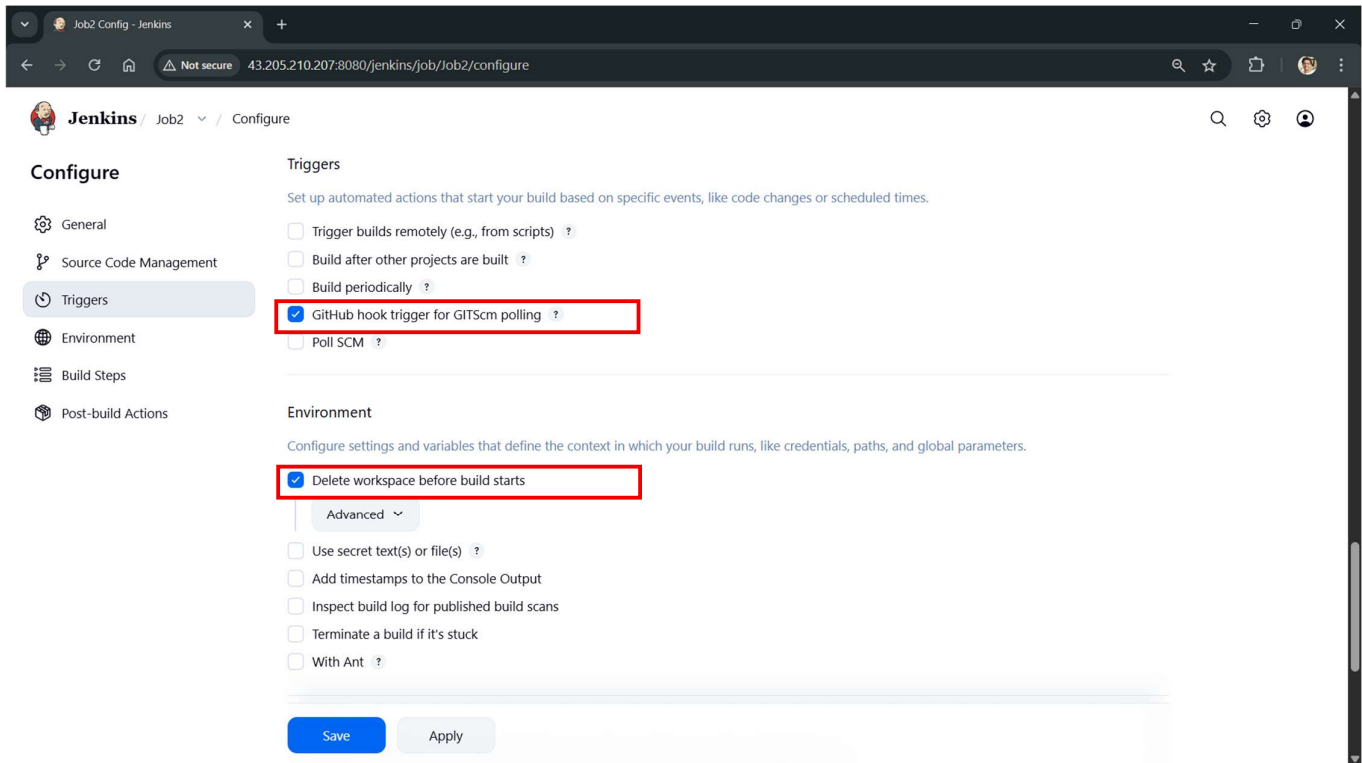 Job2 Config - Jenkins
Not secure 43.205.210.207:8080/jenkins/job/Job2/configure
Jenkins / Job2 / Configure
Configure
General
Source Code Management
Triggers
Environment
Build Steps
Post-build Actions
Triggers
Set up automated actions that start your build based on specific events, like code changes or scheduled times.
Trigger builds remotely (e.g., from scripts) ?
Build after other projects are built ?
Build periodically ?
GitHub hook trigger for GITScm polling ?
Poll SCM ?
Environment
Configure settings and variables that define the context in which your build runs, like credentials, paths, and global parameters.
Delete workspace before build starts
Advanced
Use secret text(s) or file(s) ?
Add timestamps to the Console Output
Inspect build log for published build scans
Terminate a build if it's stuck
With Ant ?
Save Apply